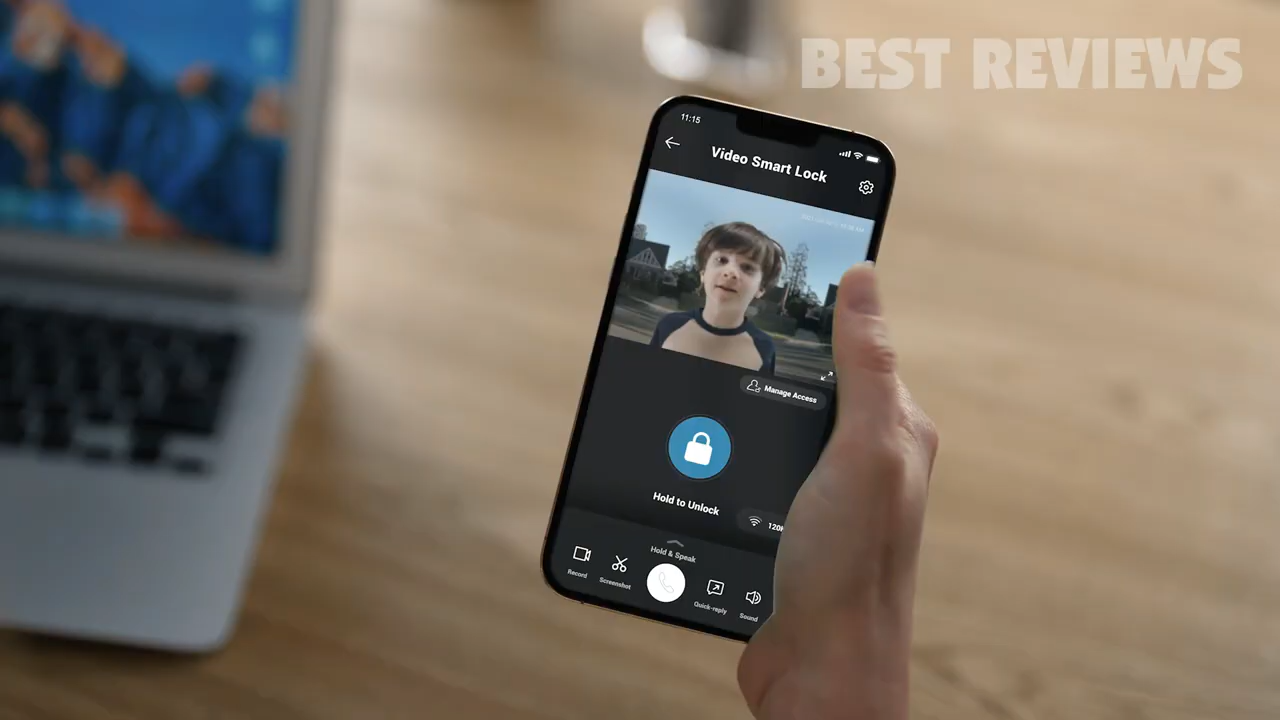 BEST REVIEWS
11:15
Video Smart Lock
Manage Access
Hold to Unlock
Hold & Speak
Record
Screenshot
Quick-reply
Sound